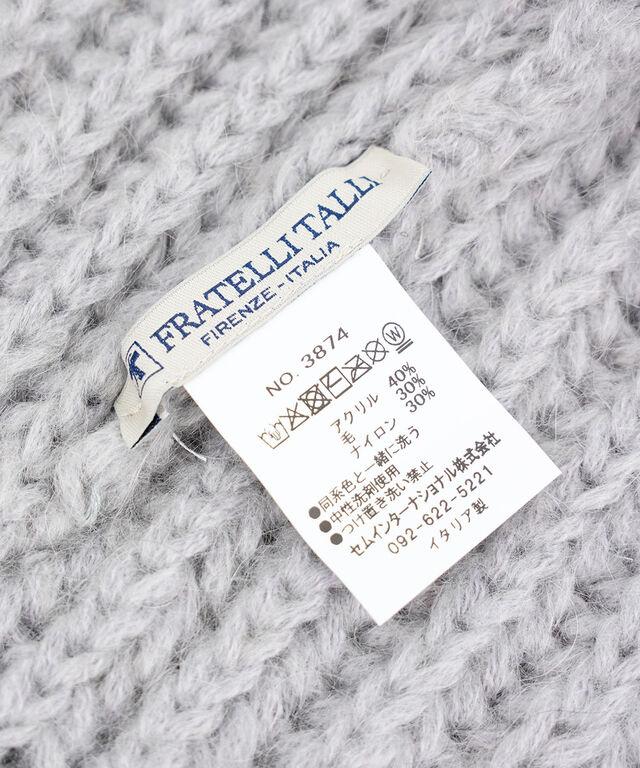 FRATELLI TALLI
FIRENZE - ITALIA
NO. 3874
アクリル 40%
毛 30%
ナイロン 30%
●同系色と一緒に洗う
●中性洗剤使用
●つけ置き洗い禁止
セムインターナショナル株式会社
092-622-5221
イタリア製